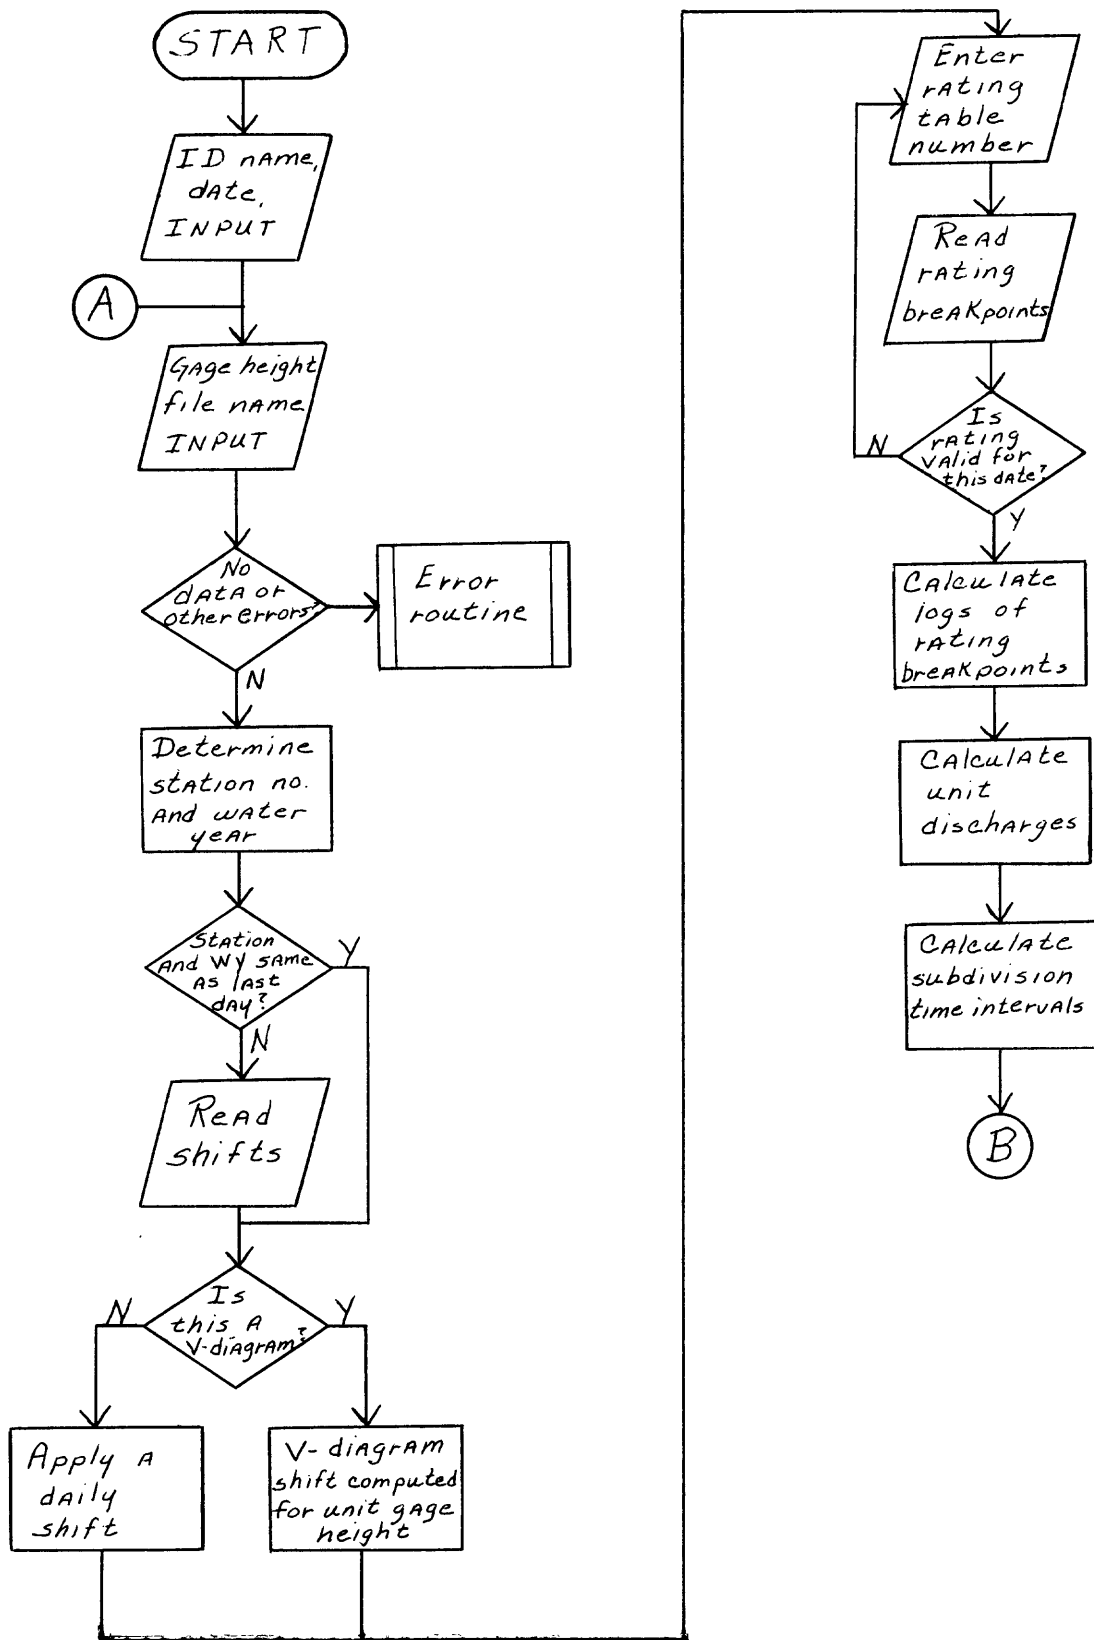 START
ID name,
date,
INPUT
A
Gage height
file name
INPUT
No
data or
other errors?
Error
routine
N
Determine
station no.
and water
year
Station
and WY same
as last
day?
Y
N
Read
shifts
Is
this a
V-diagram?
N
Y
Apply a
daily
shift
V-diagram
shift computed
for unit gage
height
Enter
rating
table
number
Read
rating
breakpoints
Is
rating
valid for
this date?
N
Y
Calculate
logs of
rating
breakpoints
Calculate
unit
discharges
Calculate
subdivision
time intervals
B